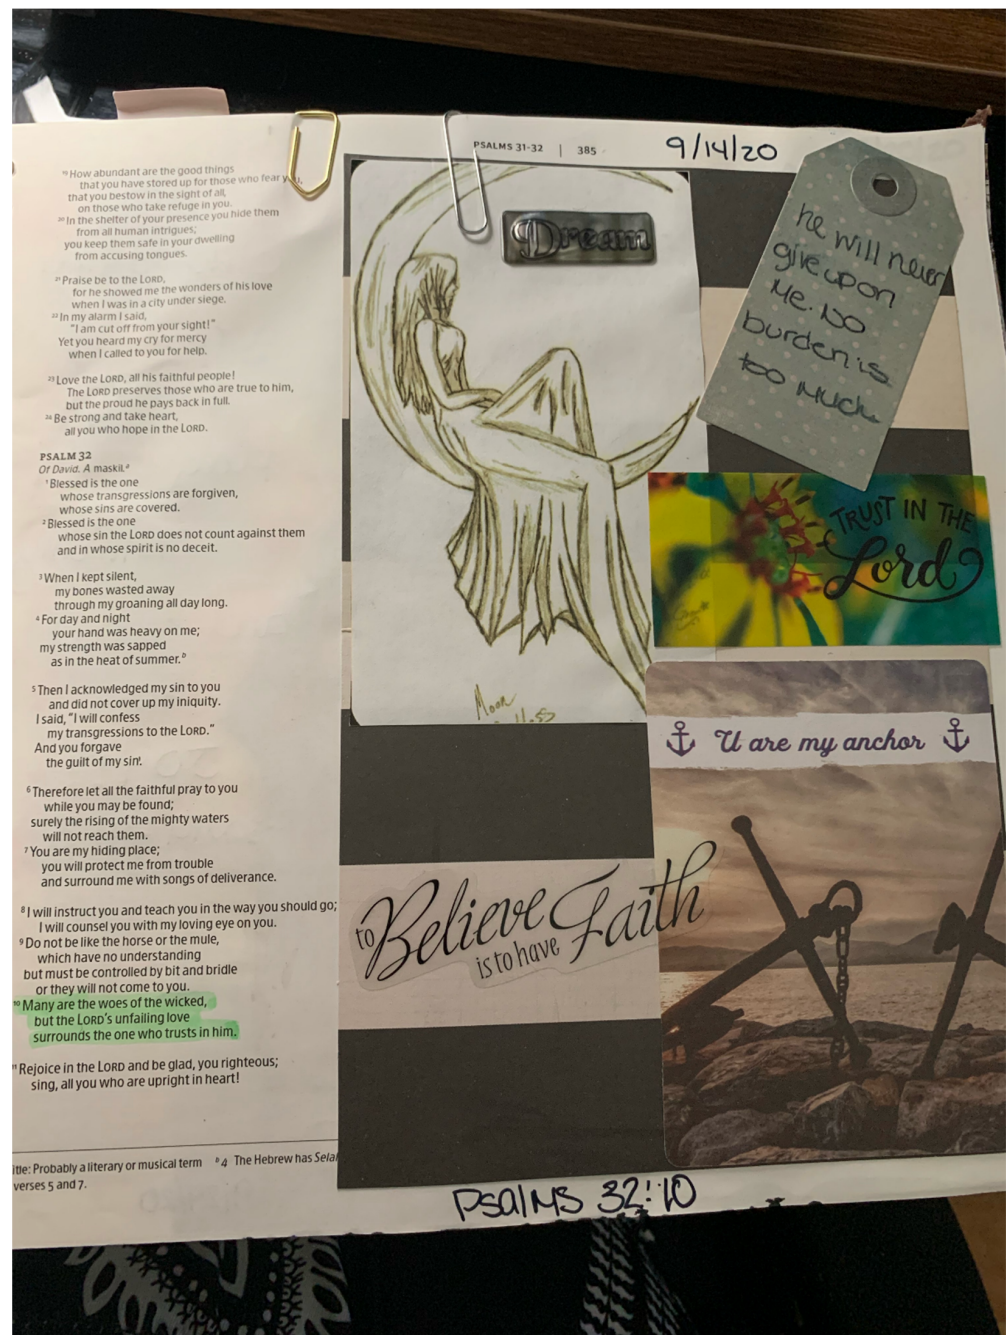 PSALMS 31-32 | 385
9/14/20
19 How abundant are the good things
that you have stored up for those who fear you,
that you bestow in the sight of all,
on those who take refuge in you.
20 In the shelter of your presence you hide them
from all human intrigues;
you keep them safe in your dwelling
from accusing tongues.
21 Praise be to the LORD,
for he showed me the wonders of his love
when I was in a city under siege.
22 In my alarm I said,
"I am cut off from your sight!"
Yet you heard my cry for mercy
when I called to you for help.
23 Love the LORD, all his faithful people!
The LORD preserves those who are true to him,
but the proud he pays back in full.
24 Be strong and take heart,
all you who hope in the LORD.
PSALM 32
Of David. A maskil.a
1 Blessed is the one
whose transgressions are forgiven,
whose sins are covered.
2 Blessed is the one
whose sin the LORD does not count against them
and in whose spirit is no deceit.
3 When I kept silent,
my bones wasted away
through my groaning all day long.
4 For day and night
your hand was heavy on me;
my strength was sapped
as in the heat of summer.b
5 Then I acknowledged my sin to you
and did not cover up my iniquity.
I said, "I will confess
my transgressions to the LORD."
And you forgave
the guilt of my sin.
6 Therefore let all the faithful pray to you
while you may be found;
surely the rising of the mighty waters
will not reach them.
7 You are my hiding place;
you will protect me from trouble
and surround me with songs of deliverance.
8 I will instruct you and teach you in the way you should go;
I will counsel you with my loving eye on you.
9 Do not be like the horse or the mule,
which have no understanding
but must be controlled by bit and bridle
or they will not come to you.
10 Many are the woes of the wicked,
but the LORD's unfailing love
surrounds the one who trusts in him.
11 Rejoice in the LORD and be glad, you righteous;
sing, all you who are upright in heart!
itle: Probably a literary or musical term b 4 The Hebrew has Selah
verses 5 and 7.
Dream
Moon
he will never
give upon
Me. No
burden is
too Much
TRUST IN THE
Lord
U are my anchor
to Believe
is to have Faith
Psalms 32:10